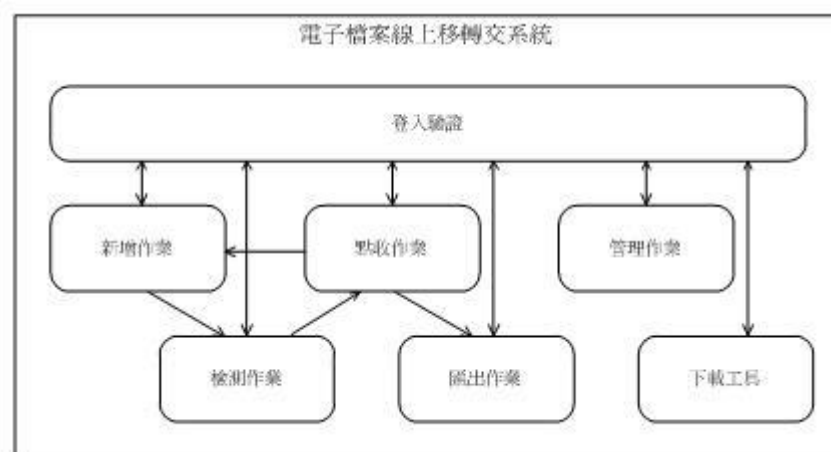 電子檔案線上移轉交系統
登入驗證
新增作業
點收作業
管理作業
檢測作業
匯出作業
下載工具